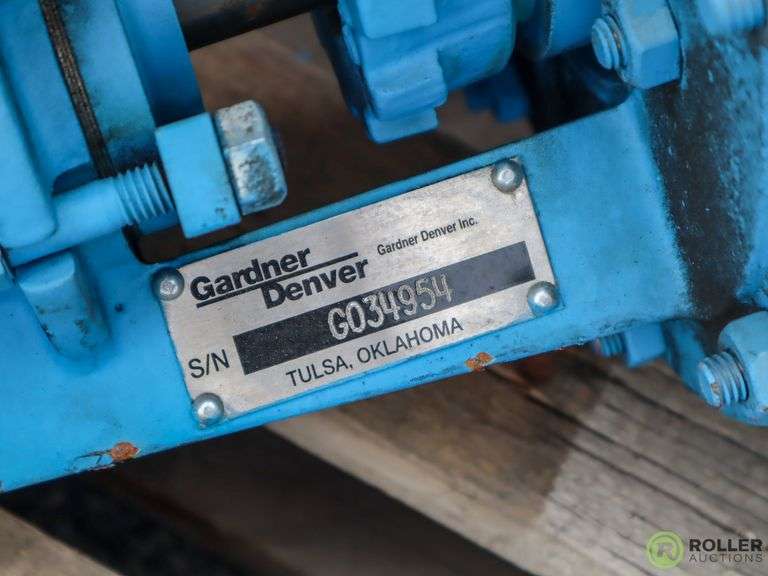 Gardner
Denver
Gardner Denver Inc.
S/N G034954
TULSA, OKLAHOMA
R ROLLER
AUCTIONS